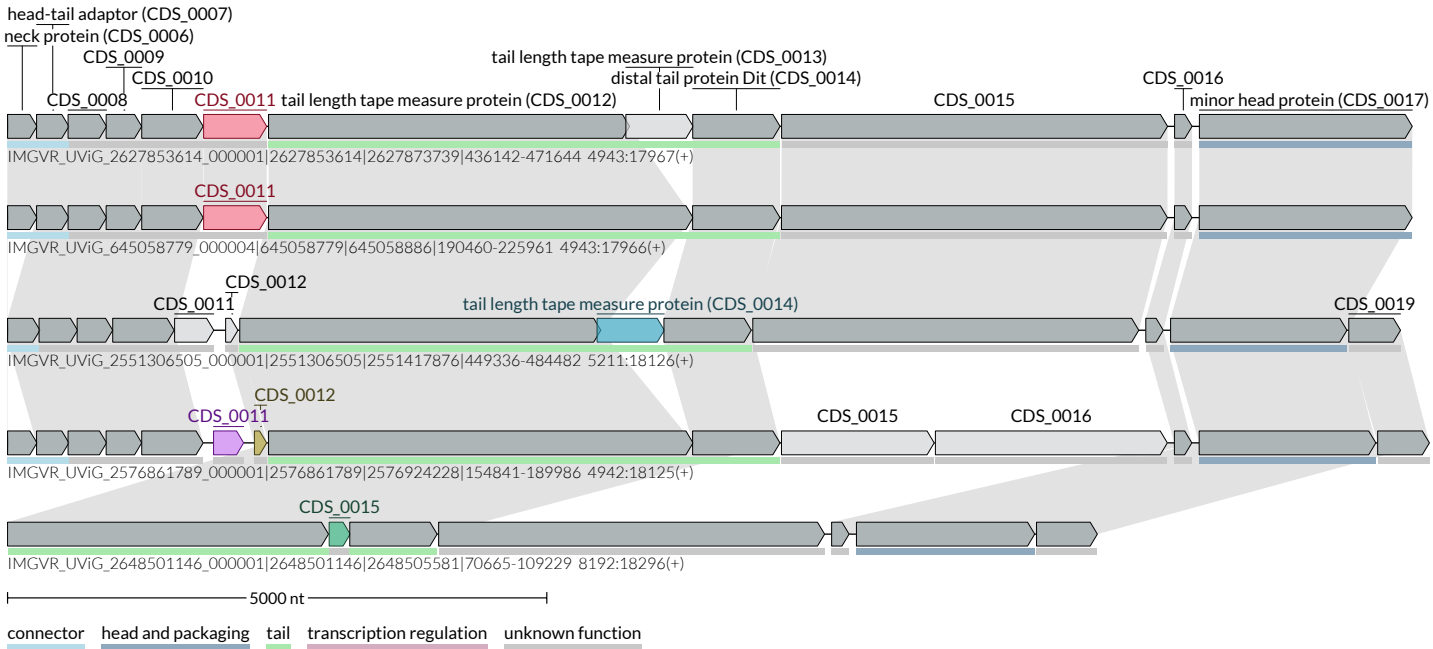 head-tail adaptor (CDS_0007)
neck protein (CDS_0006)
CDS_0009 tail length tape measure protein (CDS_0013)
CDS_0010 distal tail protein Dit (CDS_0014) CDS_0016
CDS_0008 CDS_0011 tail length tape measure protein (CDS_0012) CDS_0015 minor head protein (CDS_0017)
IMGVR_UViG_2627853614_000001|2627853614|2627873739|436142-471644 4943:17967(+)
CDS_0011
IMGVR_UViG_645058779_000004|645058779|645058886|190460-225961 4943:17966(+)
CDS_0012
CDS_0011 tail length tape measure protein (CDS_0014) CDS_0019
IMGVR_UViG_2551306505_000001|2551306505|2551417876|449336-484482 5211:18126(+)
CDS_0012
CDS_0011 CDS_0015 CDS_0016
IMGVR_UViG_2576861789_000001|2576861789|2576924228|154841-189986 4942:18125(+)
CDS_0015
IMGVR_UViG_2648501146_000001|2648501146|2648505581|70665-109229 8192:18296(+)
5000 nt
connector head and packaging tail transcription regulation unknown function